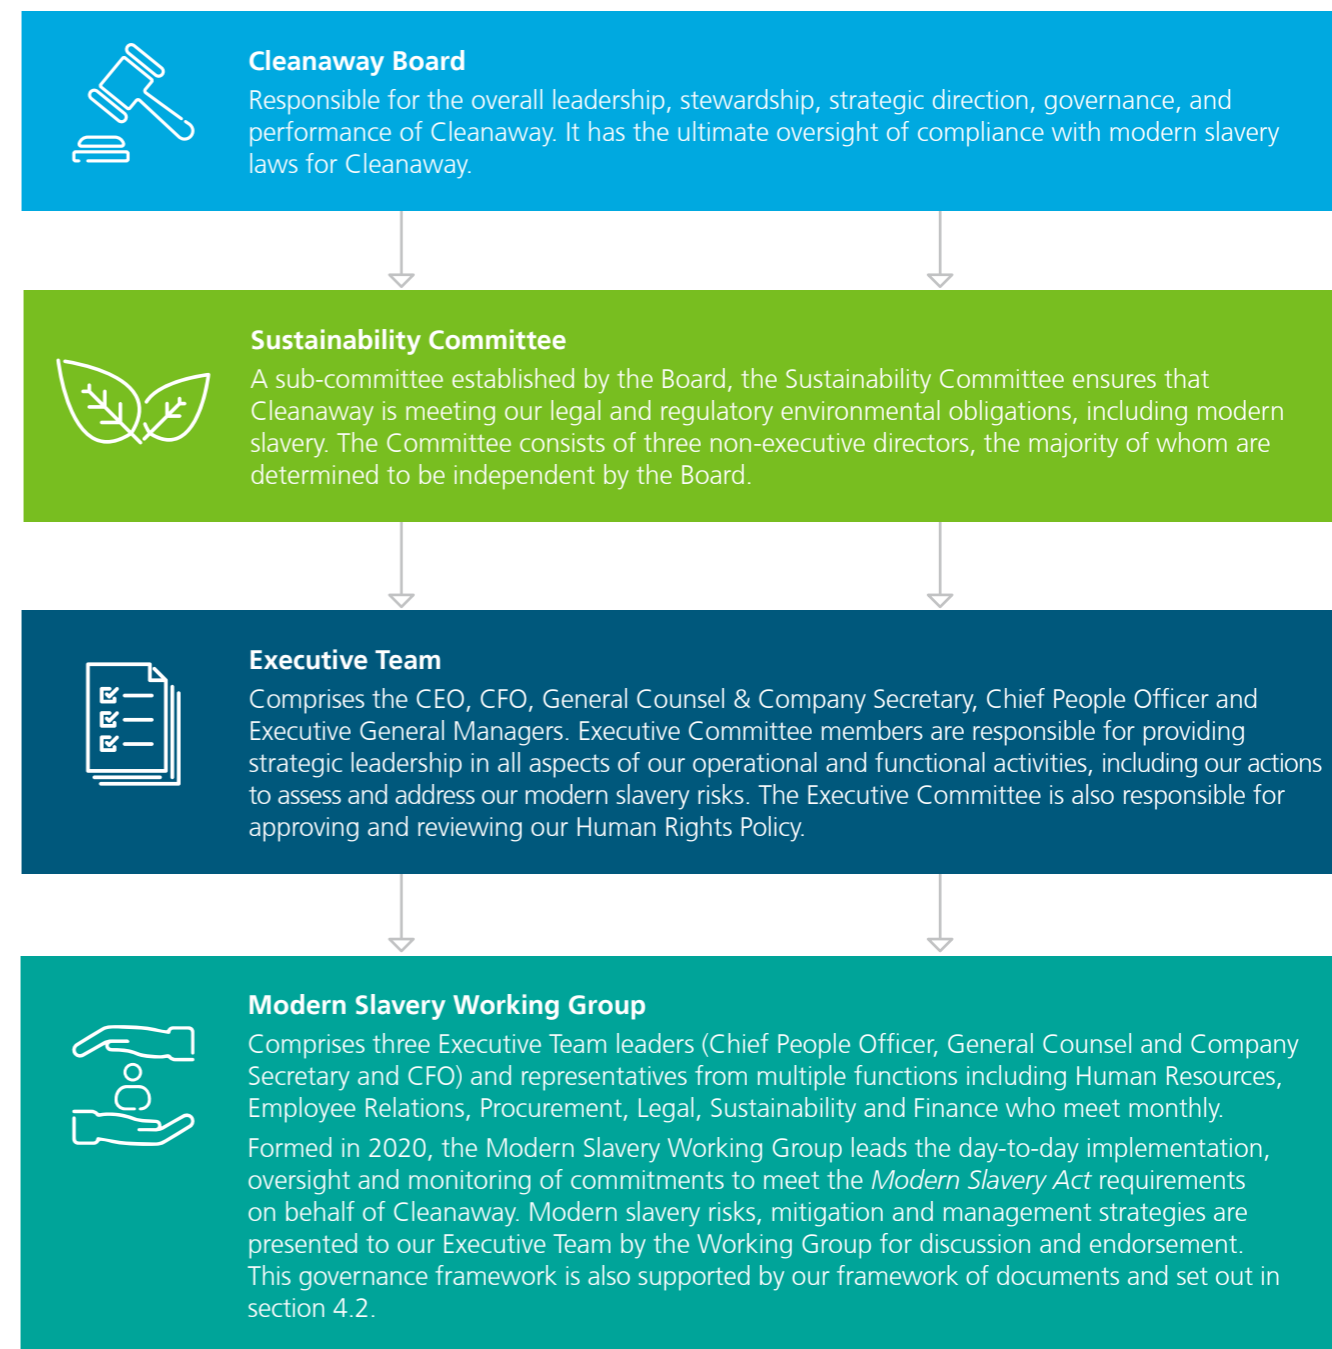 Cleanaway Board
Responsible for the overall leadership, stewardship, strategic direction, governance, and
performance of Cleanaway. It has the ultimate oversight of compliance with modern slavery
laws for Cleanaway.
Sustainability Committee
A sub-committee established by the Board, the Sustainability Committee ensures that
Cleanaway is meeting our legal and regulatory environmental obligations, including modern
slavery. The Committee consists of three non-executive directors, the majority of whom are
determined to be independent by the Board.
Executive Team
Comprises the CEO, CFO, General Counsel & Company Secretary, Chief People Officer and
Executive General Managers. Executive Committee members are responsible for providing
strategic leadership in all aspects of our operational and functional activities, including our actions
to assess and address our modern slavery risks. The Executive Committee is also responsible for
approving and reviewing our Human Rights Policy.
Modern Slavery Working Group
Comprises three Executive Team leaders (Chief People Officer, General Counsel and Company
Secretary and CFO) and representatives from multiple functions including Human Resources,
Employee Relations, Procurement, Legal, Sustainability and Finance who meet monthly.
Formed in 2020, the Modern Slavery Working Group leads the day-to-day implementation,
oversight and monitoring of commitments to meet the Modern Slavery Act requirements
on behalf of Cleanaway. Modern slavery risks, mitigation and management strategies are
presented to our Executive Team by the Working Group for discussion and endorsement.
This governance framework is also supported by our framework of documents and set out in
section 4.2.